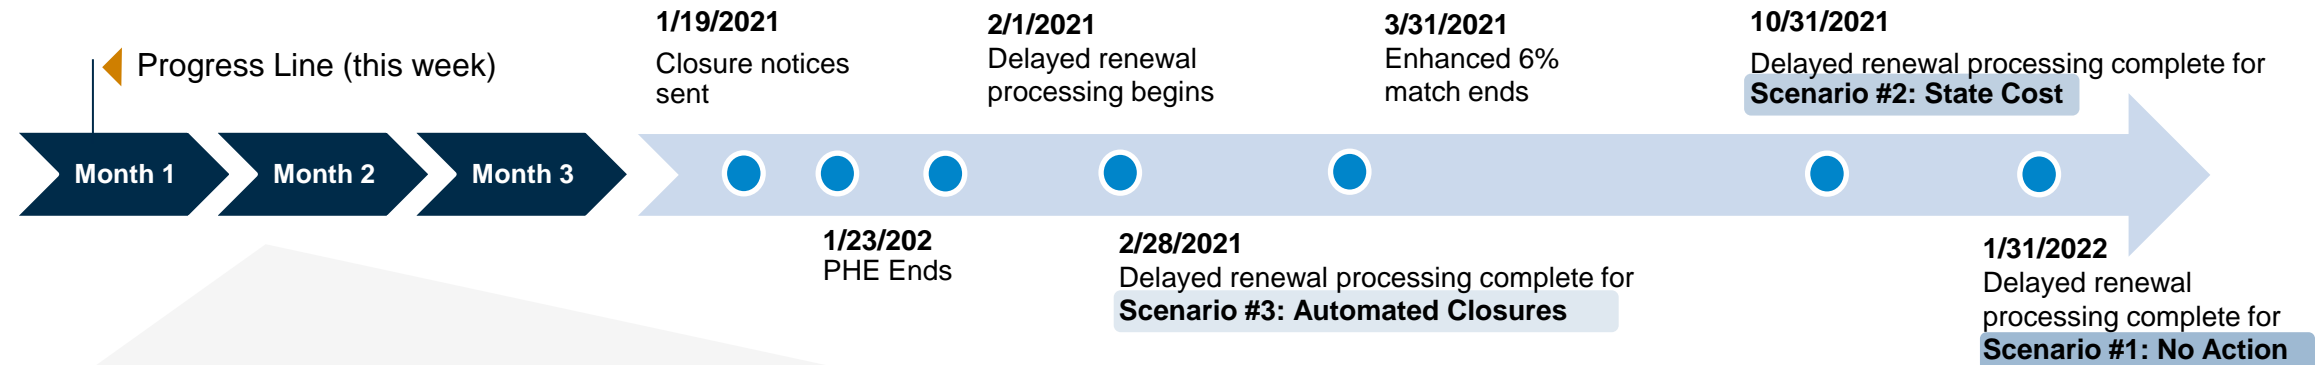 Progress Line (this week)
Month 1
Month 2
Month 3
1/19/2021
Closure notices
sent
1/23/202
PHE Ends
2/1/2021
Delayed renewal
processing begins
2/28/2021
Delayed renewal processing complete for
Scenario #3: Automated Closures
3/31/2021
Enhanced 6%
match ends
10/31/2021
Delayed renewal processing complete for
Scenario #2: State Cost
1/31/2022
Delayed renewal
processing complete for
Scenario #1: No Action